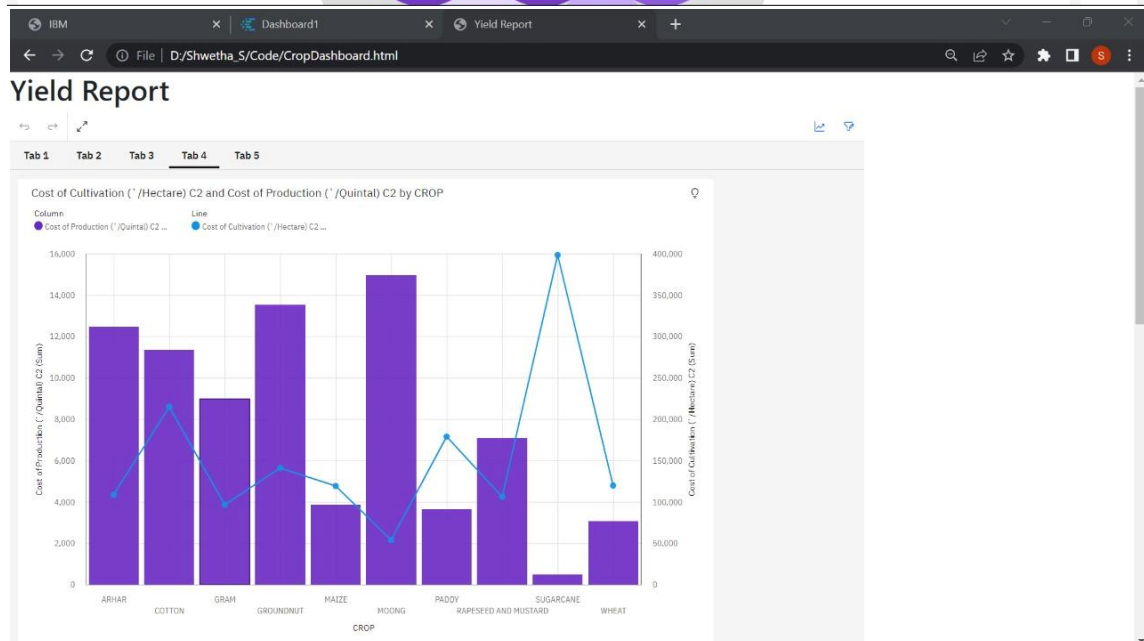 IBM
Dashboard1
Yield Report
File | D:/Shwetha_S/Code/CropDashboard.html
S
Yield Report
Tab 1 Tab 2 Tab 3 Tab 4 Tab 5
Cost of Cultivation (`/Hectare) C2 and Cost of Production (`/Quintal) C2 by CROP
Column
Cost of Production (`/Quintal) C2 ...
Line
Cost of Cultivation (`/Hectare) C2 ...
Cost of Production (`/Quintal) C2 (Sum)
16,000
14,000
12,000
10,000
8,000
6,000
4,000
2,000
0
400,000
350,000
300,000
250,000
200,000
150,000
100,000
50,000
0
Cost of Cultivation (`/Hectare) C2 (Sum)
ARHAR
COTTON
GRAM
GROUNDNUT
MAIZE
MOONG
PADDY
RAPESEED AND MUSTARD
SUGARCANE
WHEAT
CROP